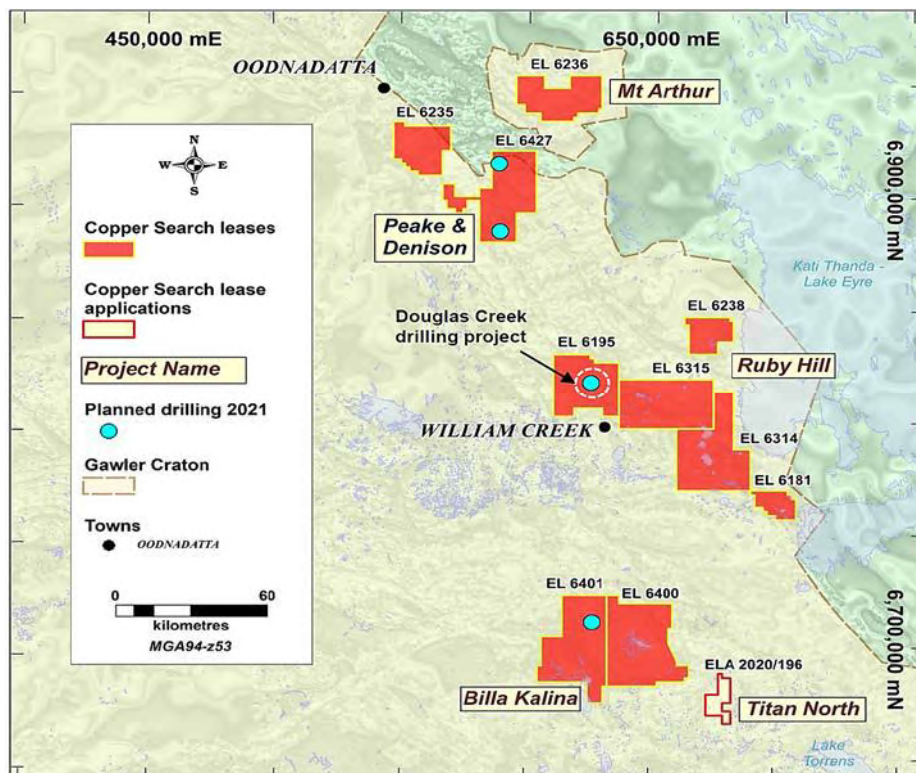 450,000 mE
650,000 mE
OODNADATTA
EL 6236
Mt Arthur
EL 6235
EL 6427
6,900,000 mN
N
W E
S
Copper Search leases
Copper Search lease
applications
Project Name
Planned drilling 2021
Gawler Craton
Towns
OODNADATTA
0 60
kilometres
MGA94-z53
Peake &
Denison
Kati Thanda -
Lake Eyre
Douglas Creek
drilling project
EL 6238
EL 6195
EL 6315
Ruby Hill
WILLIAM CREEK
EL 6314
EL 6181
EL 6401
EL 6400
6,700,000 mN
ELA 2020/196
Billa Kalina
Titan North
Lake
Torrens